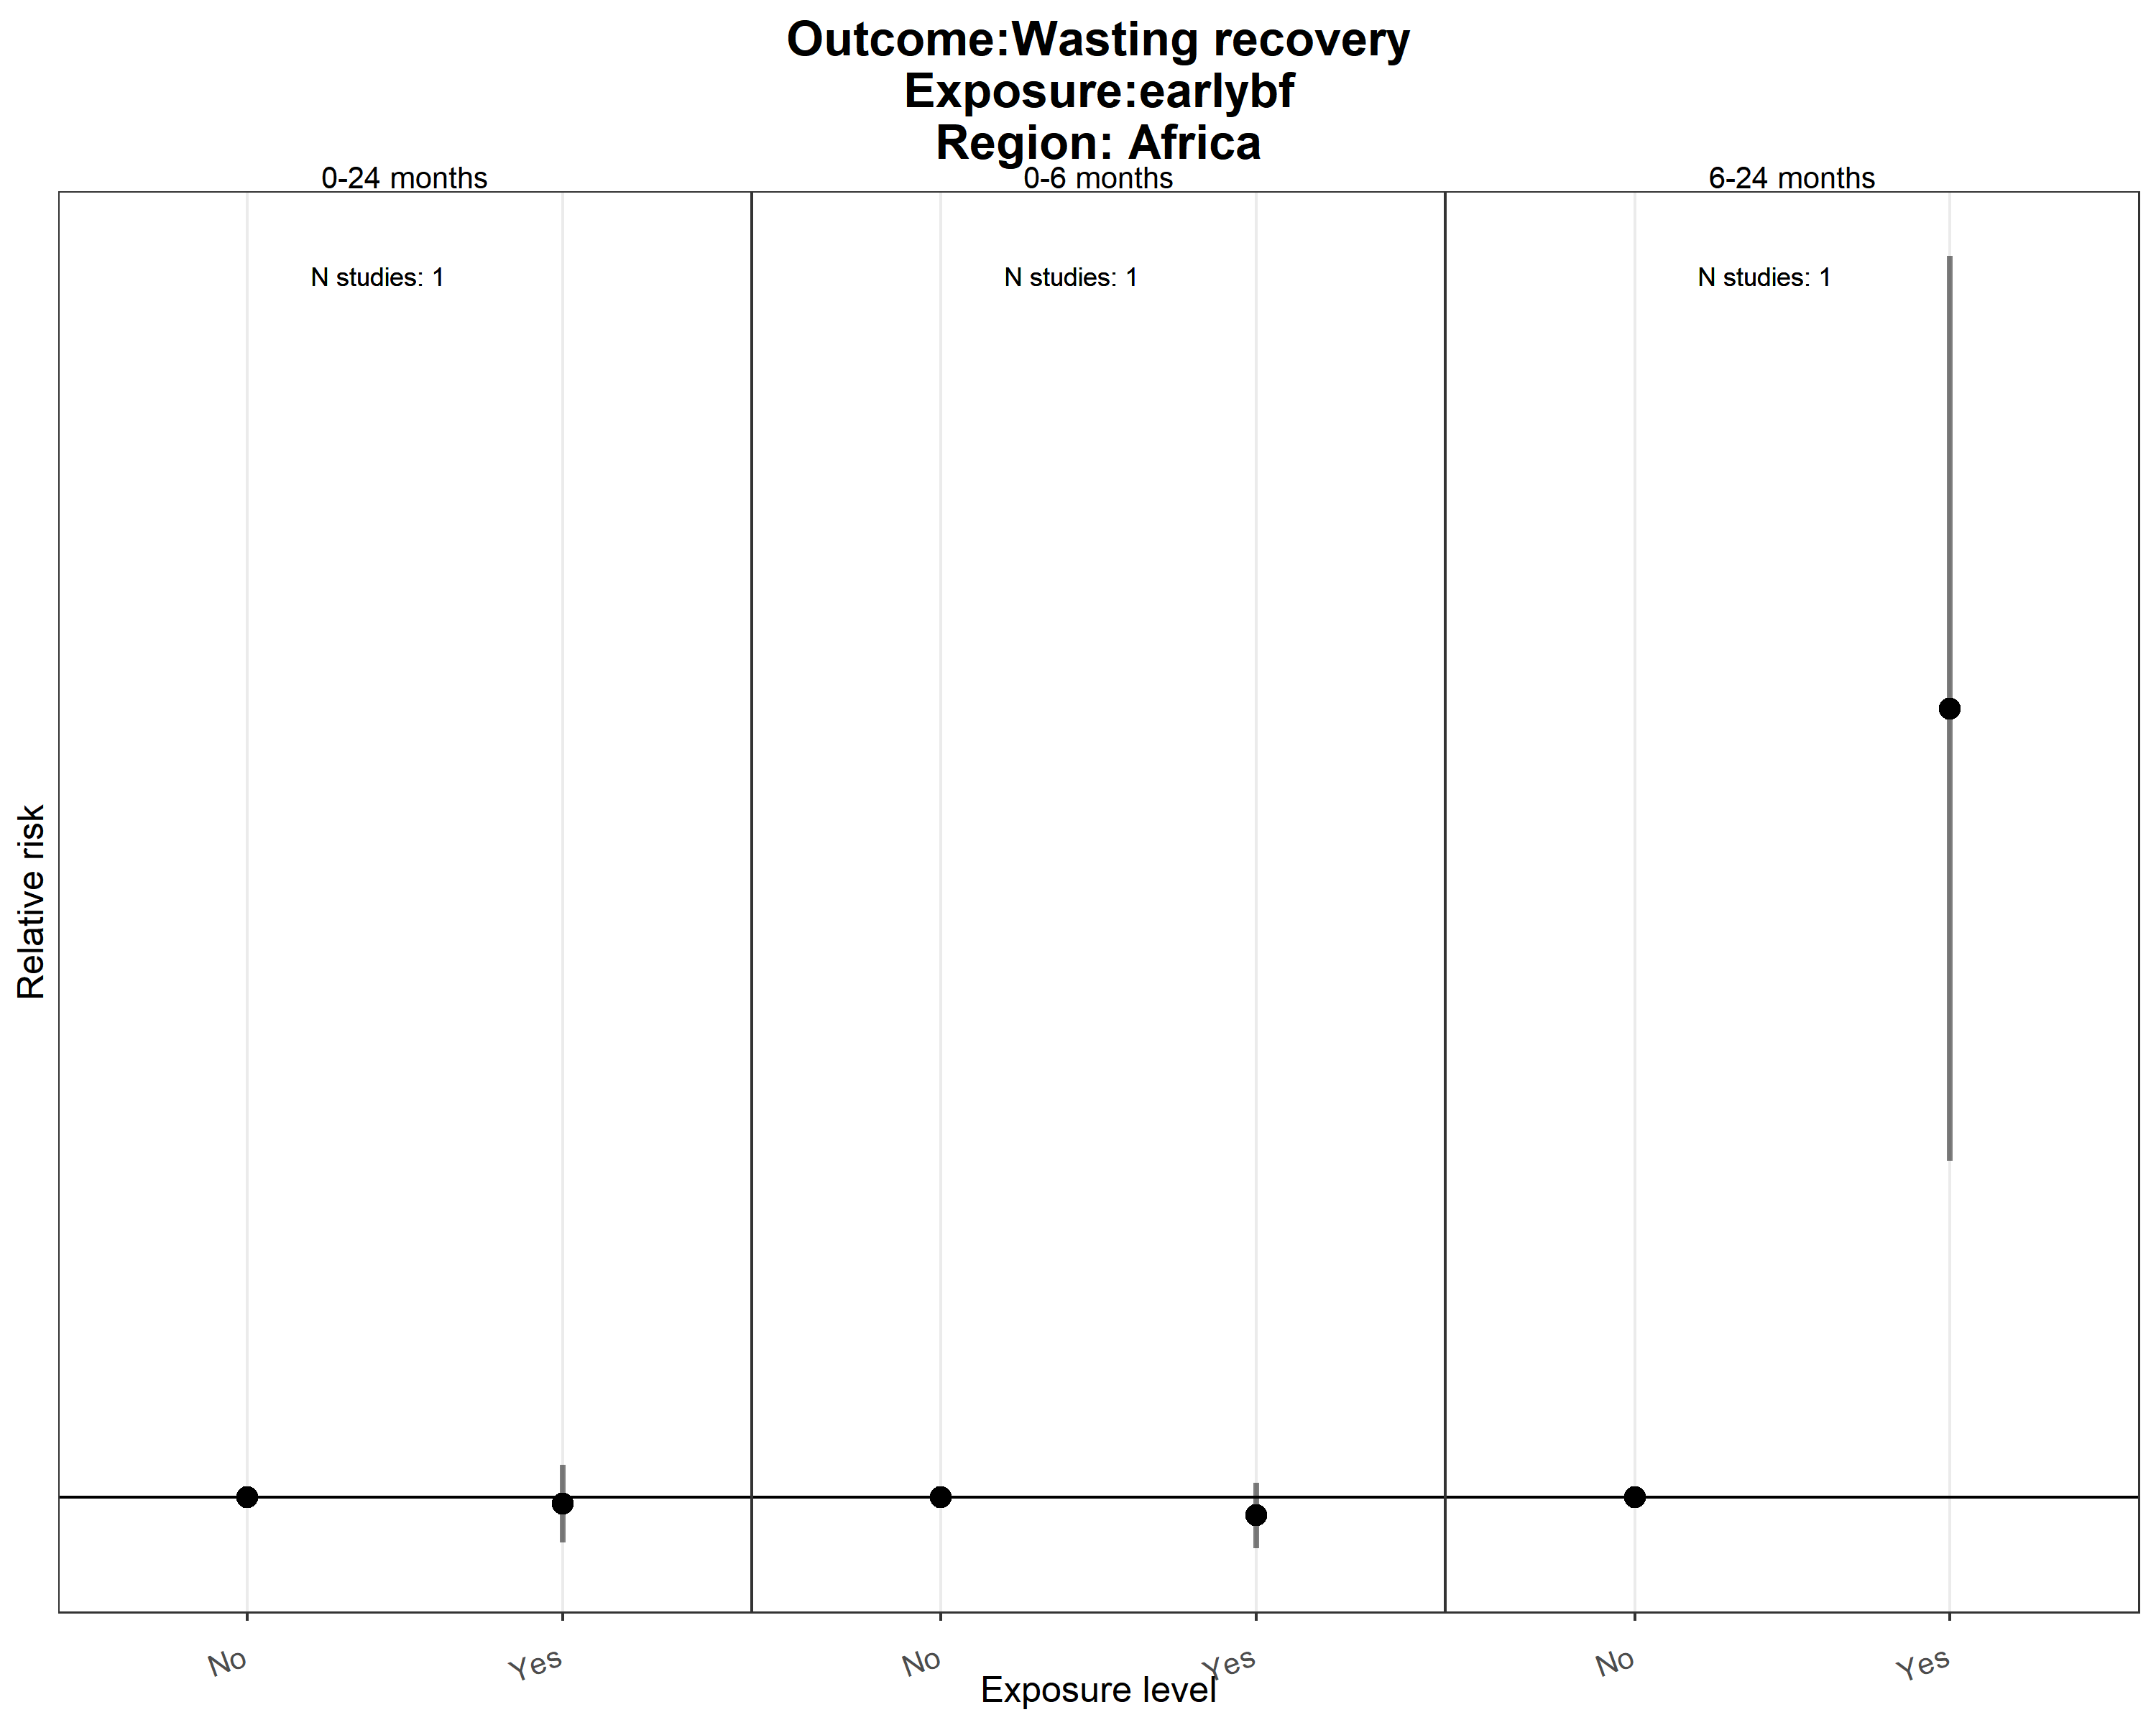 Outcome:Wasting recovery
Exposure:earlybf
Region: Africa
0-24 months
0-6 months
6-24 months
N studies: 1
N studies: 1
N studies: 1
Relative risk
No
Yes
No
Yes
No
Yes
Exposure level